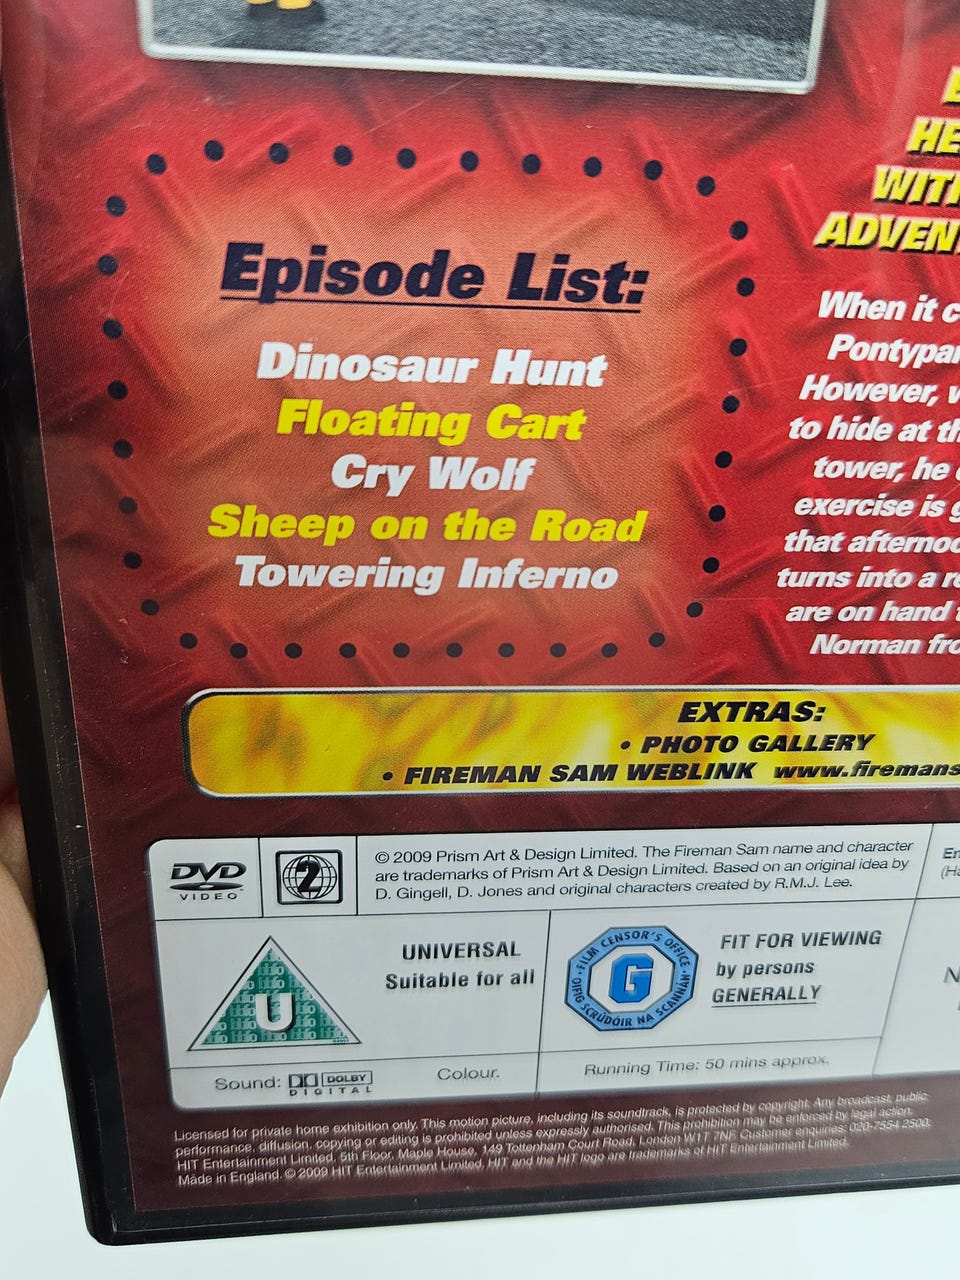 HE
WITH
ADVEN
Episode List:
Dinosaur Hunt
Floating Cart
Cry Wolf
Sheep on the Road
Towering Inferno
When it c
Pontypa
However, w
to hide at th
tower, he
exercise is g
that afternoo
turns into a re
are on hand t
Norman fro
EXTRAS:
• PHOTO GALLERY
• FIREMAN SAM WEBLINK www.firemans
DVD
VIDEO
2
© 2009 Prism Art & Design Limited. The Fireman Sam name and character
are trademarks of Prism Art & Design Limited. Based on an original idea by
D. Gingell, D. Jones and original characters created by R.M.J. Lee.
En
(Ha
U
UNIVERSAL
Suitable for all
FILM CENSOR'S OFFICE
G
OIFIG SCRÚDÓIR NA SCANNÁN
FIT FOR VIEWING
by persons
GENERALLY
N
Sound: DOLBY
DIGITAL
Colour.
Running Time: 50 mins approx.
Licensed for private home exhibition only. This motion picture, including its soundtrack, is protected by copyright. Any broadcast, public
performance, diffusion, copying or editing is prohibited unless expressly authorised. This prohibition may be enforced by legal action.
HIT Entertainment Limited, 5th Floor, Maple House, 149 Tottenham Court Road, London W1T 7NF Customer enquiries: 020-7554 2500.
Made in England. © 2009 HIT Entertainment Limited, HIT and the HIT logo are trademarks of HIT Entertainment Limited.